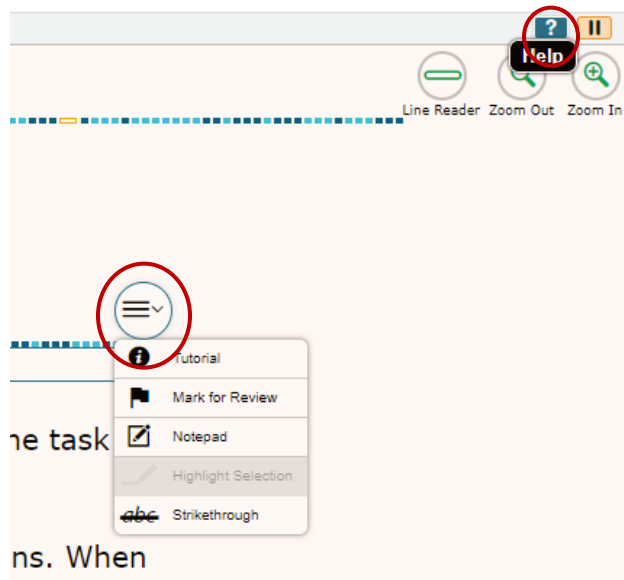 ?
Help
Line Reader Zoom Out Zoom In
Tutorial
Mark for Review
ne task
Notepad
Highlight Selection
abc Strikethrough
ns. When